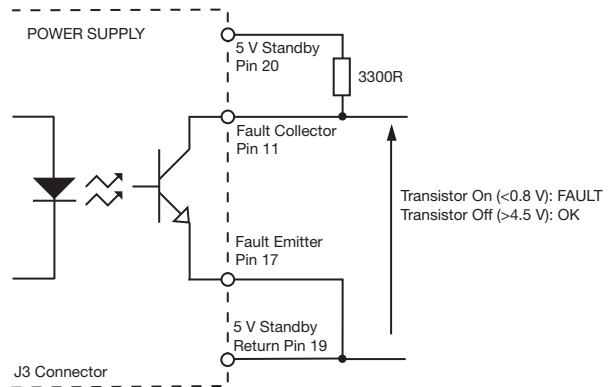 POWER SUPPLY
5 V Standby
Pin 20
3300R
Fault Collector
Pin 11
Transistor On (<0.8 V): FAULT
Transistor Off (>4.5 V): OK
Fault Emitter
Pin 17
5 V Standby
Return Pin 19
J3 Connector